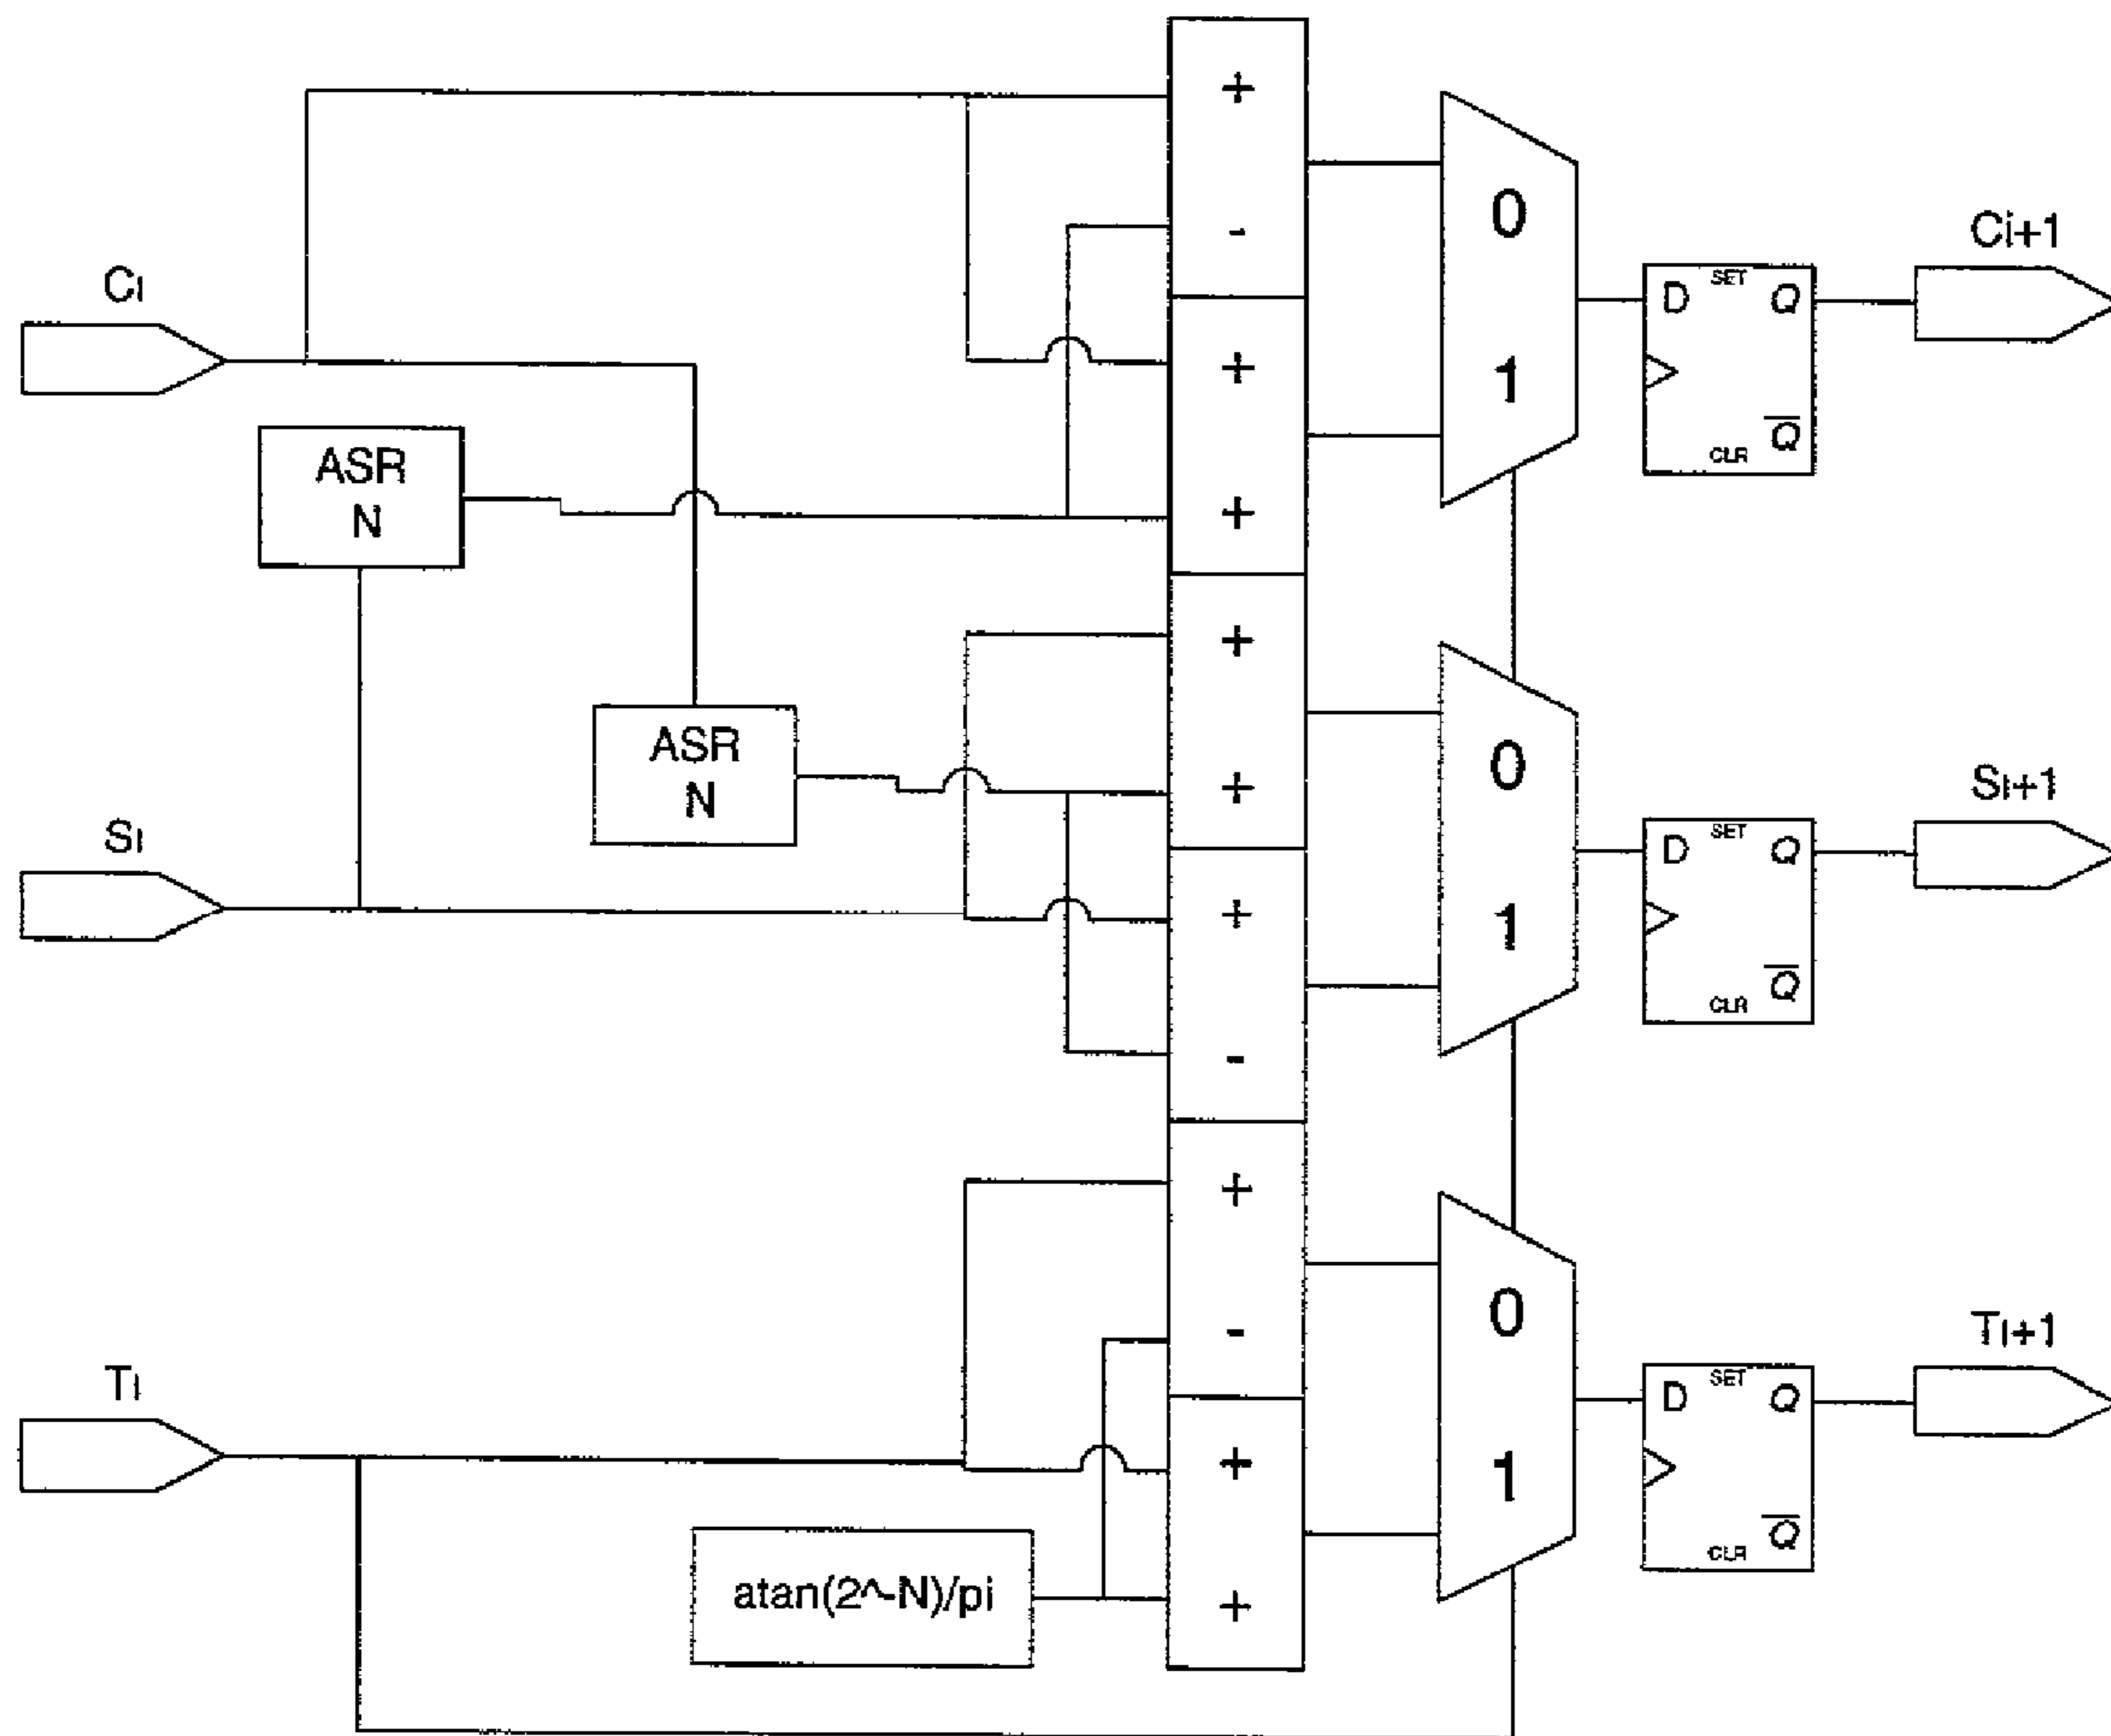 +
-
+
+
+
+
+
-
+
-
+
+
Ci
ASR
N
ASR
N
Si
Ti
atan(2^-N)/pi
0
1
0
1
0
1
D SET Q
CLR Q
Ci+1
D SET Q
CLR Q
Si+1
D SET Q
CLR Q
Ti+1